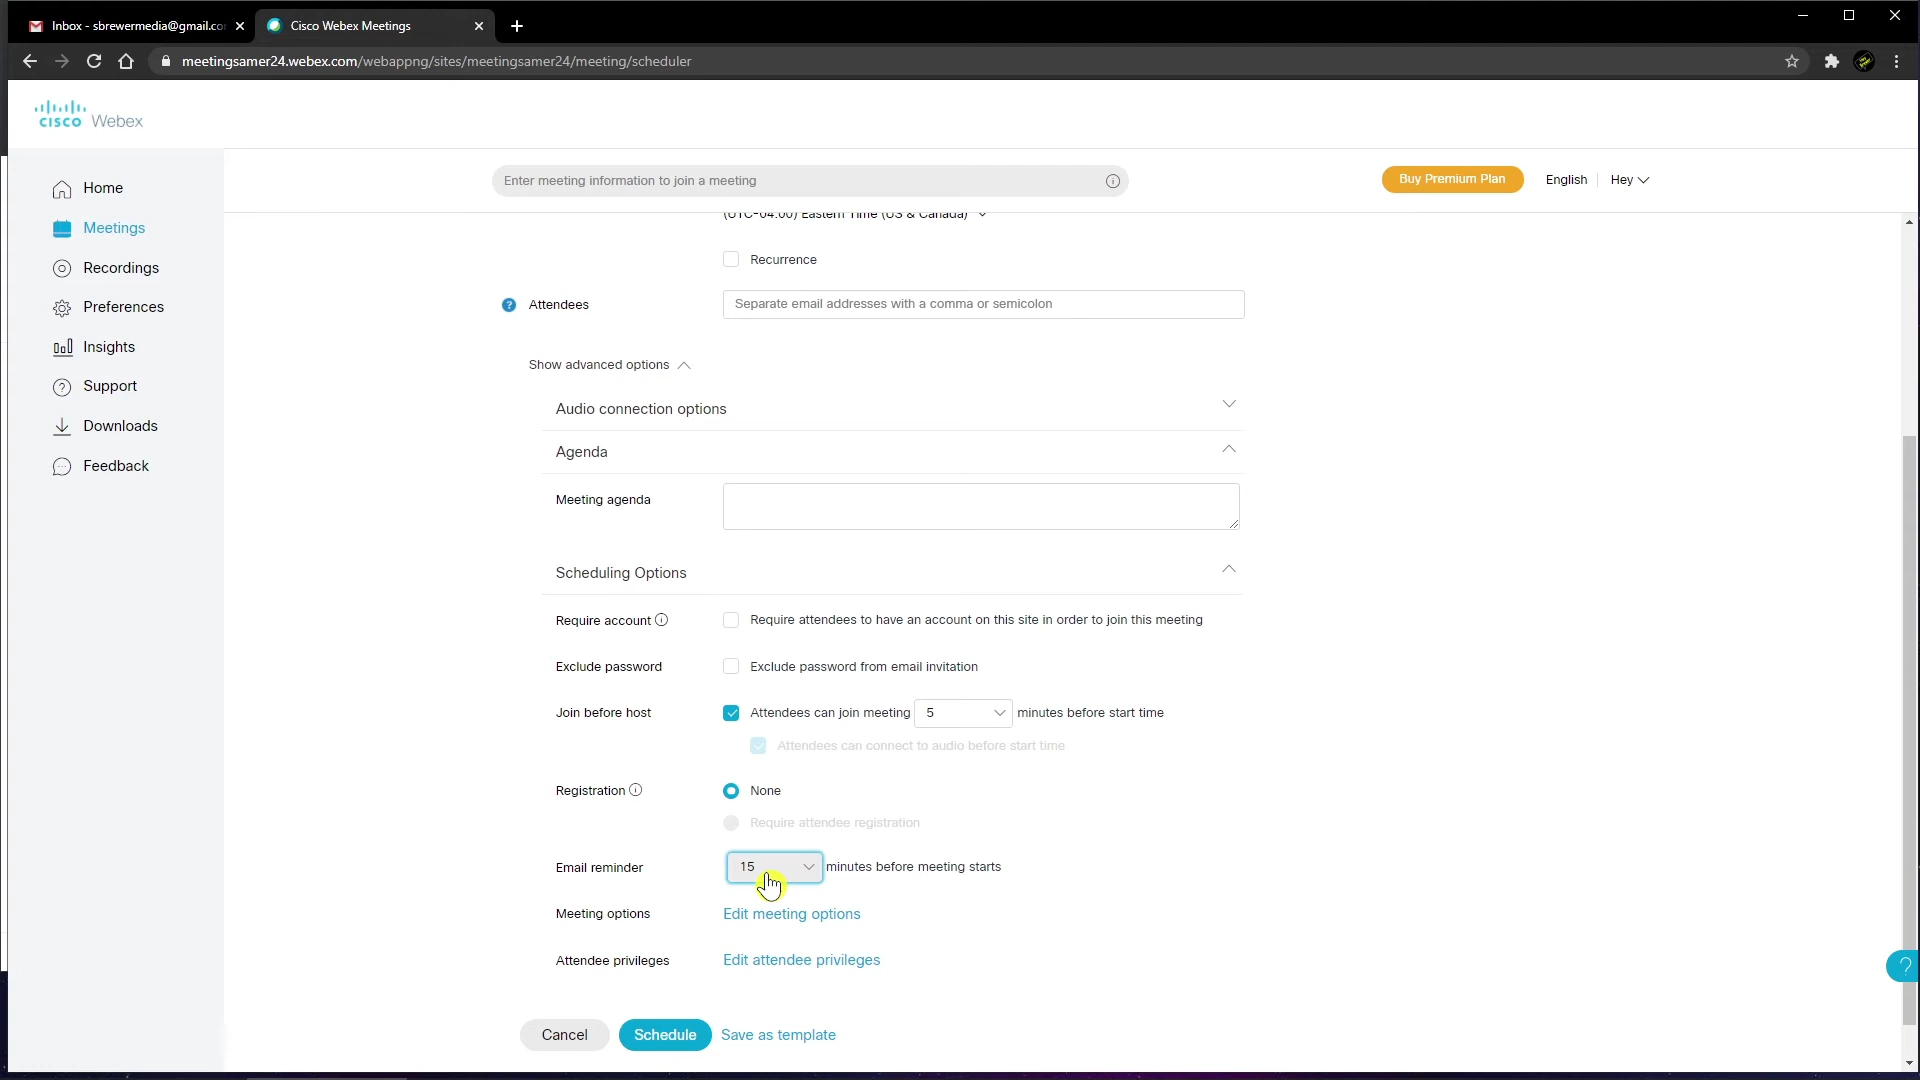 Inbox - sbrewermedia@gmail.co
Cisco Webex Meetings
meetingsamer24.webex.com/webappng/sites/meetingsamer24/meeting/scheduler
cisco Webex
Enter meeting information to join a meeting
Buy Premium Plan
English
Hey
Home
Meetings
Recordings
Preferences
Insights
Support
Downloads
Feedback
(UTC-04:00) Eastern Time (US & Canada)
Recurrence
? Attendees
Separate email addresses with a comma or semicolon
Show advanced options
Audio connection options
Agenda
Meeting agenda
Scheduling Options
Require account
Require attendees to have an account on this site in order to join this meeting
Exclude password
Exclude password from email invitation
Join before host
Attendees can join meeting 5 minutes before start time
Attendees can connect to audio before start time
Registration
None
Require attendee registration
Email reminder
15 minutes before meeting starts
Meeting options
Edit meeting options
Attendee privileges
Edit attendee privileges
?
Cancel
Schedule
Save as template